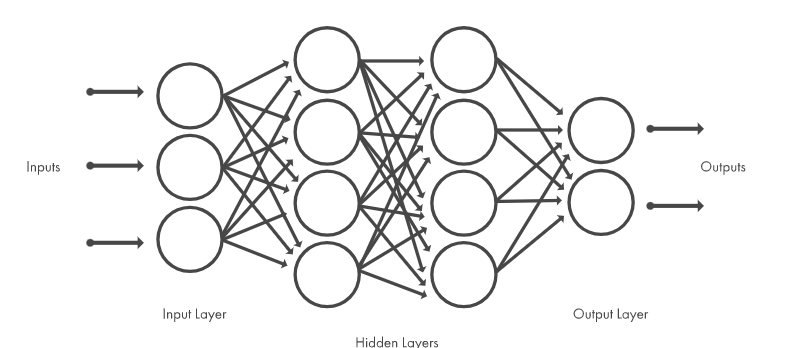 Inputs
Outputs
Input Layer
Output Layer
Hidden Layers